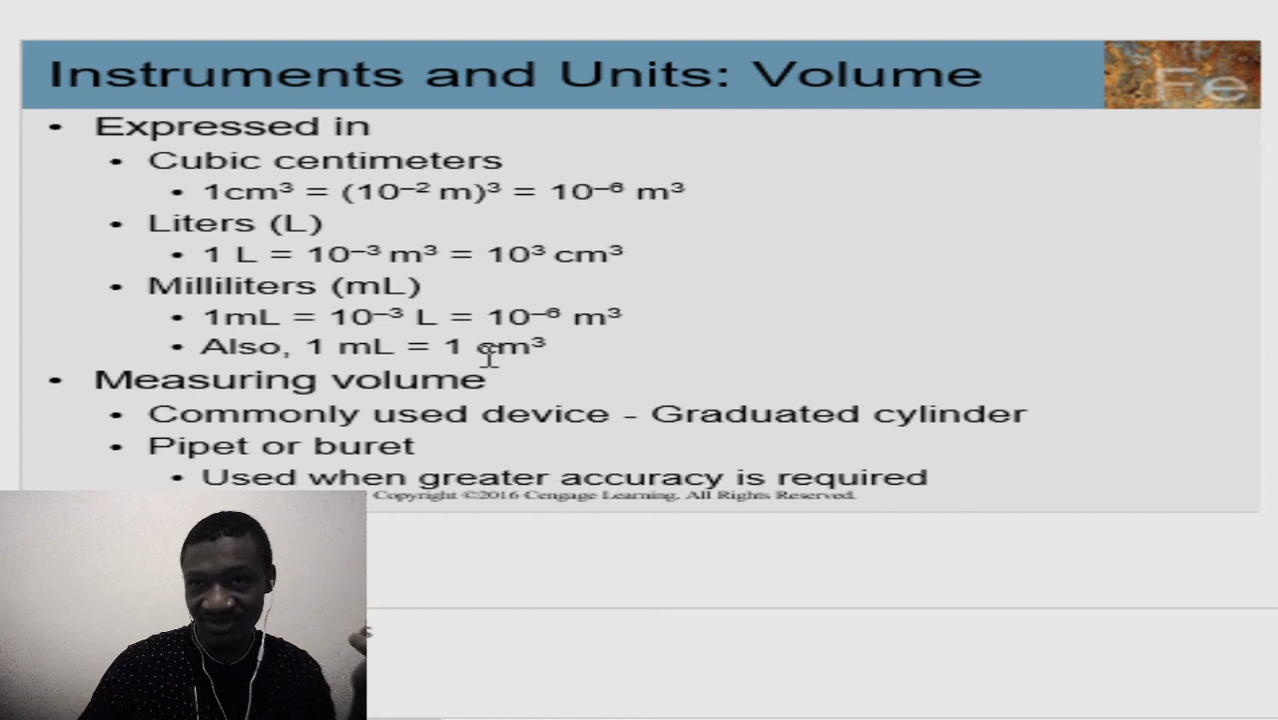 Instruments and Units: Volume
Fe
• Expressed in
• Cubic centimeters
• 1cm³ = (10⁻² m)³ = 10⁻⁶ m³
• Liters (L)
• 1 L = 10⁻³ m³ = 10³ cm³
• Milliliters (mL)
• 1mL = 10⁻³ L = 10⁻⁶ m³
• Also, 1 mL = 1 cm³
• Measuring volume
• Commonly used device - Graduated cylinder
• Pipet or buret
• Used when greater accuracy is required
Copyright ©2016 Cengage Learning. All Rights Reserved.